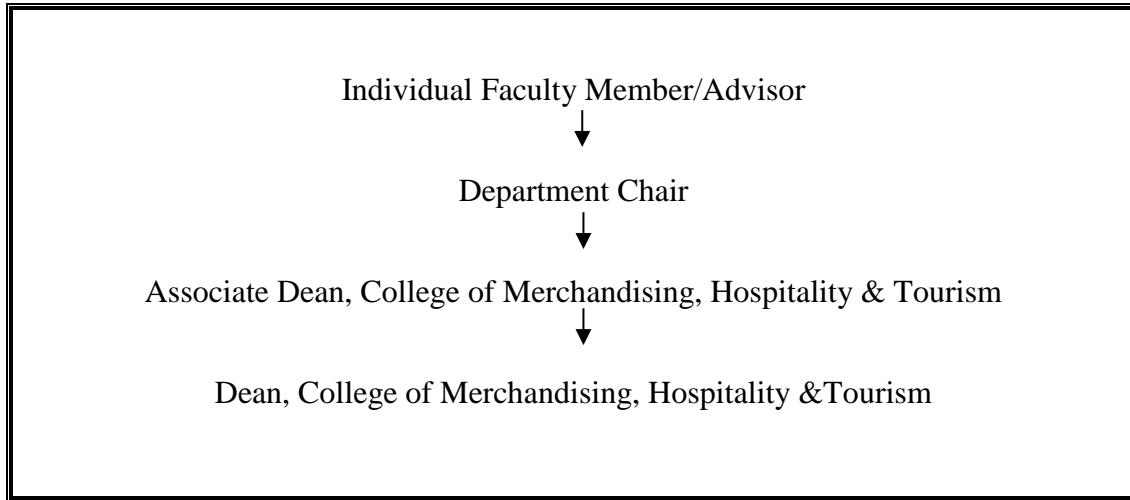 Individual Faculty Member/Advisor
Department Chair
Associate Dean, College of Merchandising, Hospitality & Tourism
Dean, College of Merchandising, Hospitality &Tourism